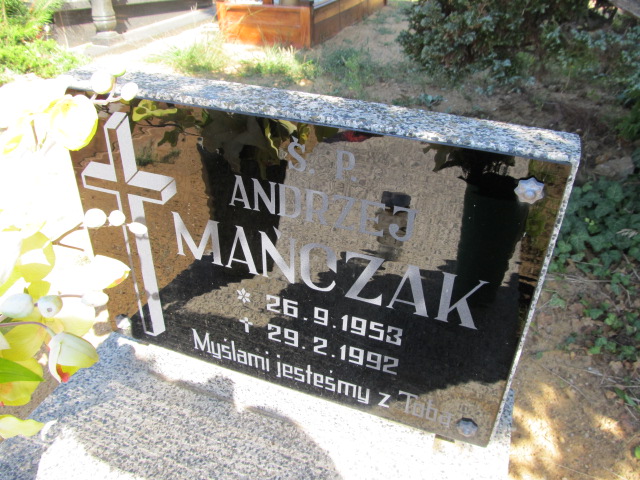 Ś. P.
ANDRZEJ
MAŃCZAK
* 26.9.1953
✝ 29.2.1992
Myślami jesteśmy z Tobą